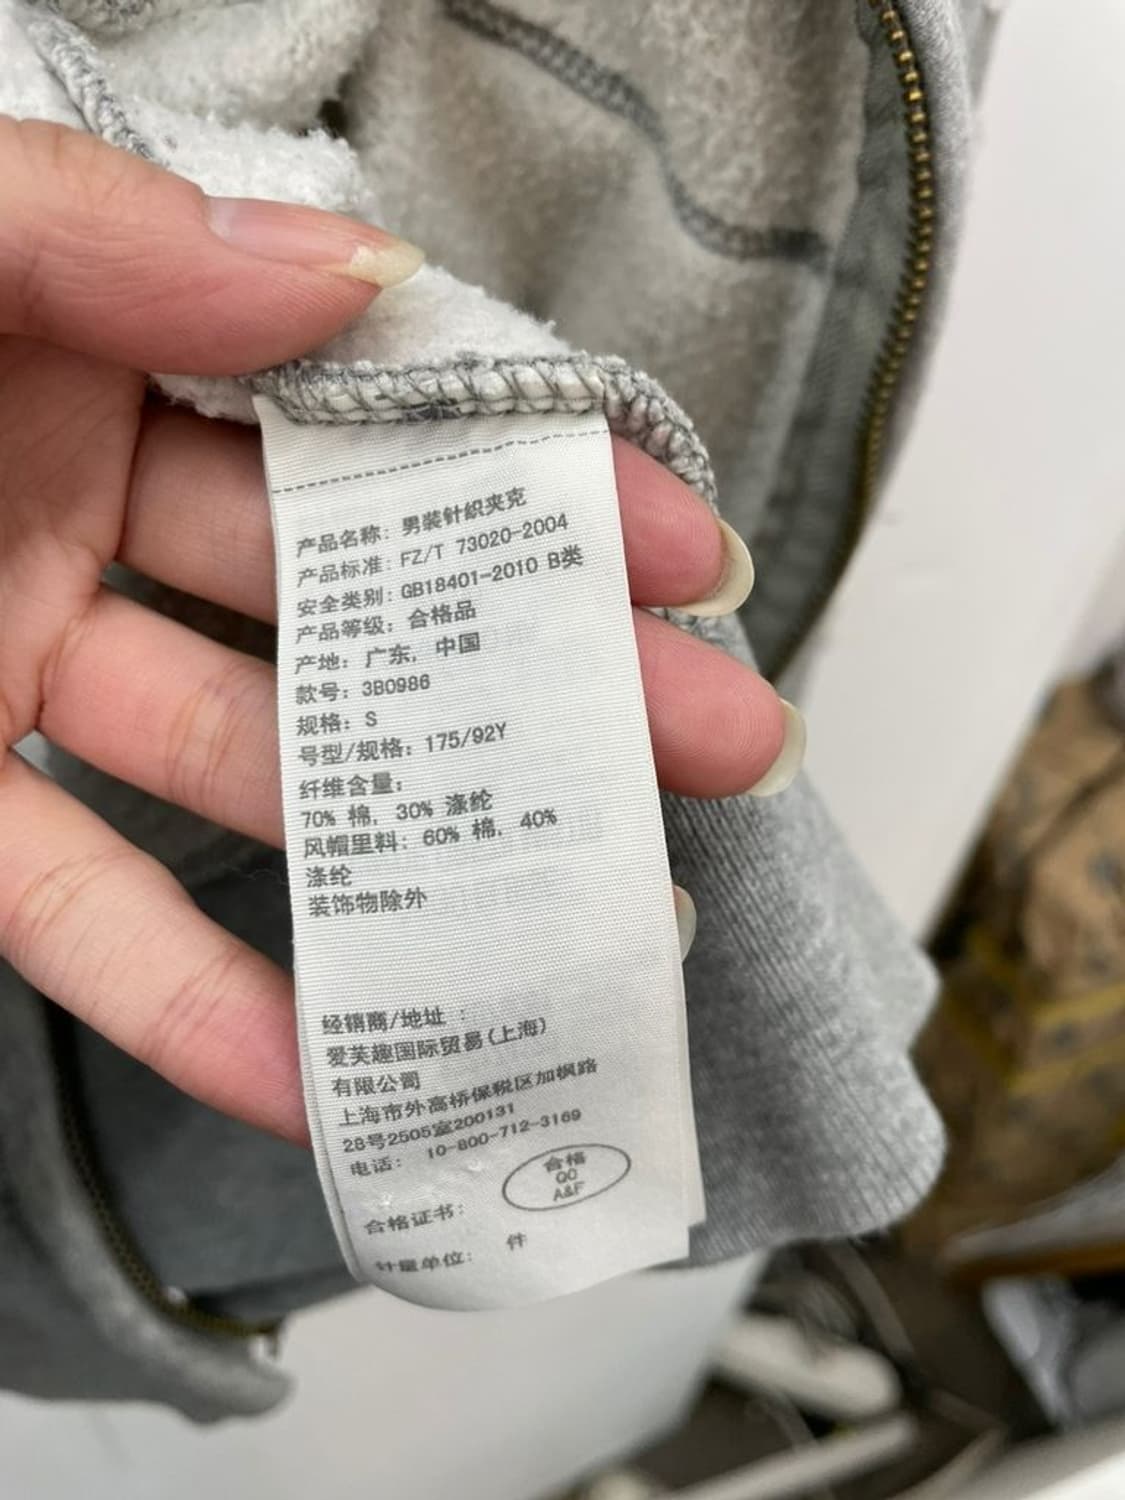 产品名称: 男装针织夹克
产品标准: FZ/T 73020-2004
安全类别: GB18401-2010 B类
产品等级: 合格品
产地: 广东, 中国
款号: 3B0986
规格: S
号型/规格: 175/92Y
纤维含量:
70% 棉, 30% 涤纶
风帽里料: 60% 棉, 40%
涤纶
装饰物除外
经销商/地址 :
爱芙趣国际贸易(上海)
有限公司
上海市外高桥保税区加枫路
28号2505室200131
电话: 10-800-712-3169
合格证书:
合格
QC
A&F
计量单位: 件